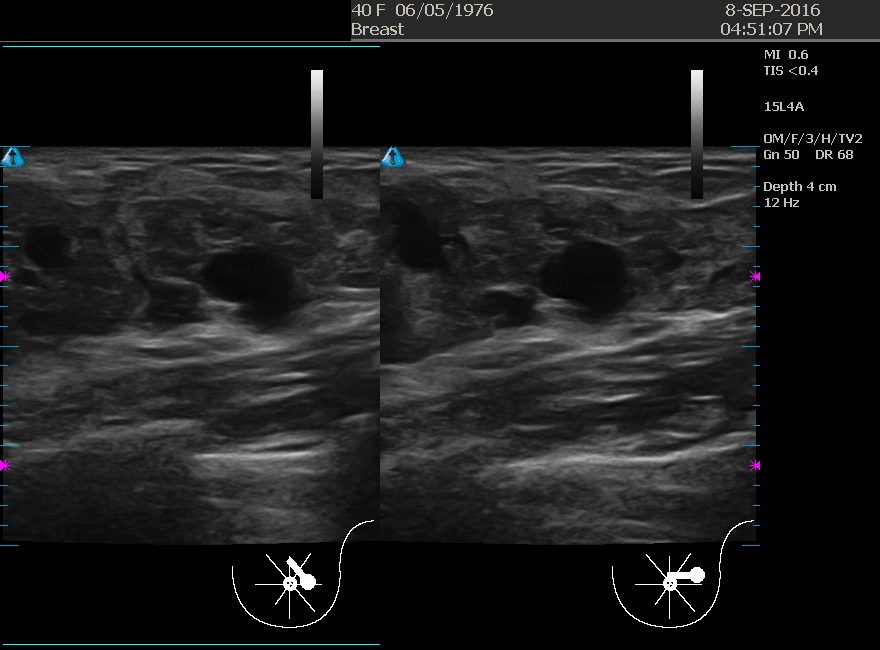 40 F 06/05/1976
8-SEP-2016
Breast
04:51:07 PM
MI 0.6
TIS <0.4
15L4A
OM/F/3/H/TV2
Gn 50 DR 68
Depth 4 cm
12 Hz